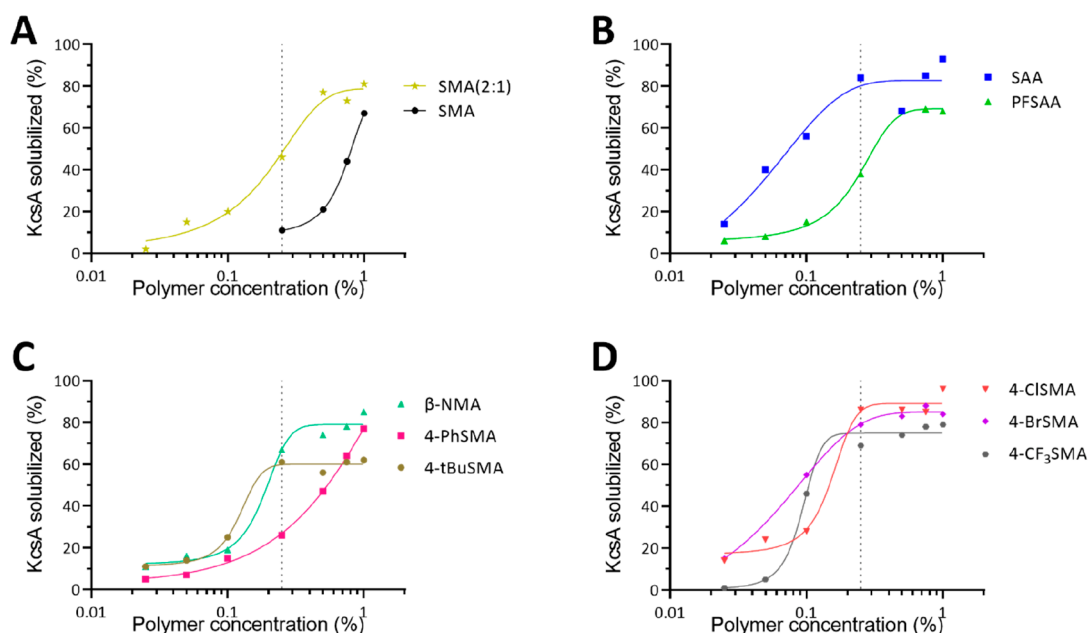 A
100
80
60
40
20
0
KcsA solubilized (%)
0.01
0.1
1
Polymer concentration (%)
SMA(2:1)
SMA
B
100
80
60
40
20
0
KcsA solubilized (%)
0.01
0.1
1
Polymer concentration (%)
SAA
PFSAA
C
100
80
60
40
20
0
KcsA solubilized (%)
0.01
0.1
1
Polymer concentration (%)
β-NMA
4-PhSMA
4-tBuSMA
D
100
80
60
40
20
0
KcsA solubilized (%)
0.01
0.1
1
Polymer concentration (%)
4-ClSMA
4-BrSMA
4-CF₃SMA